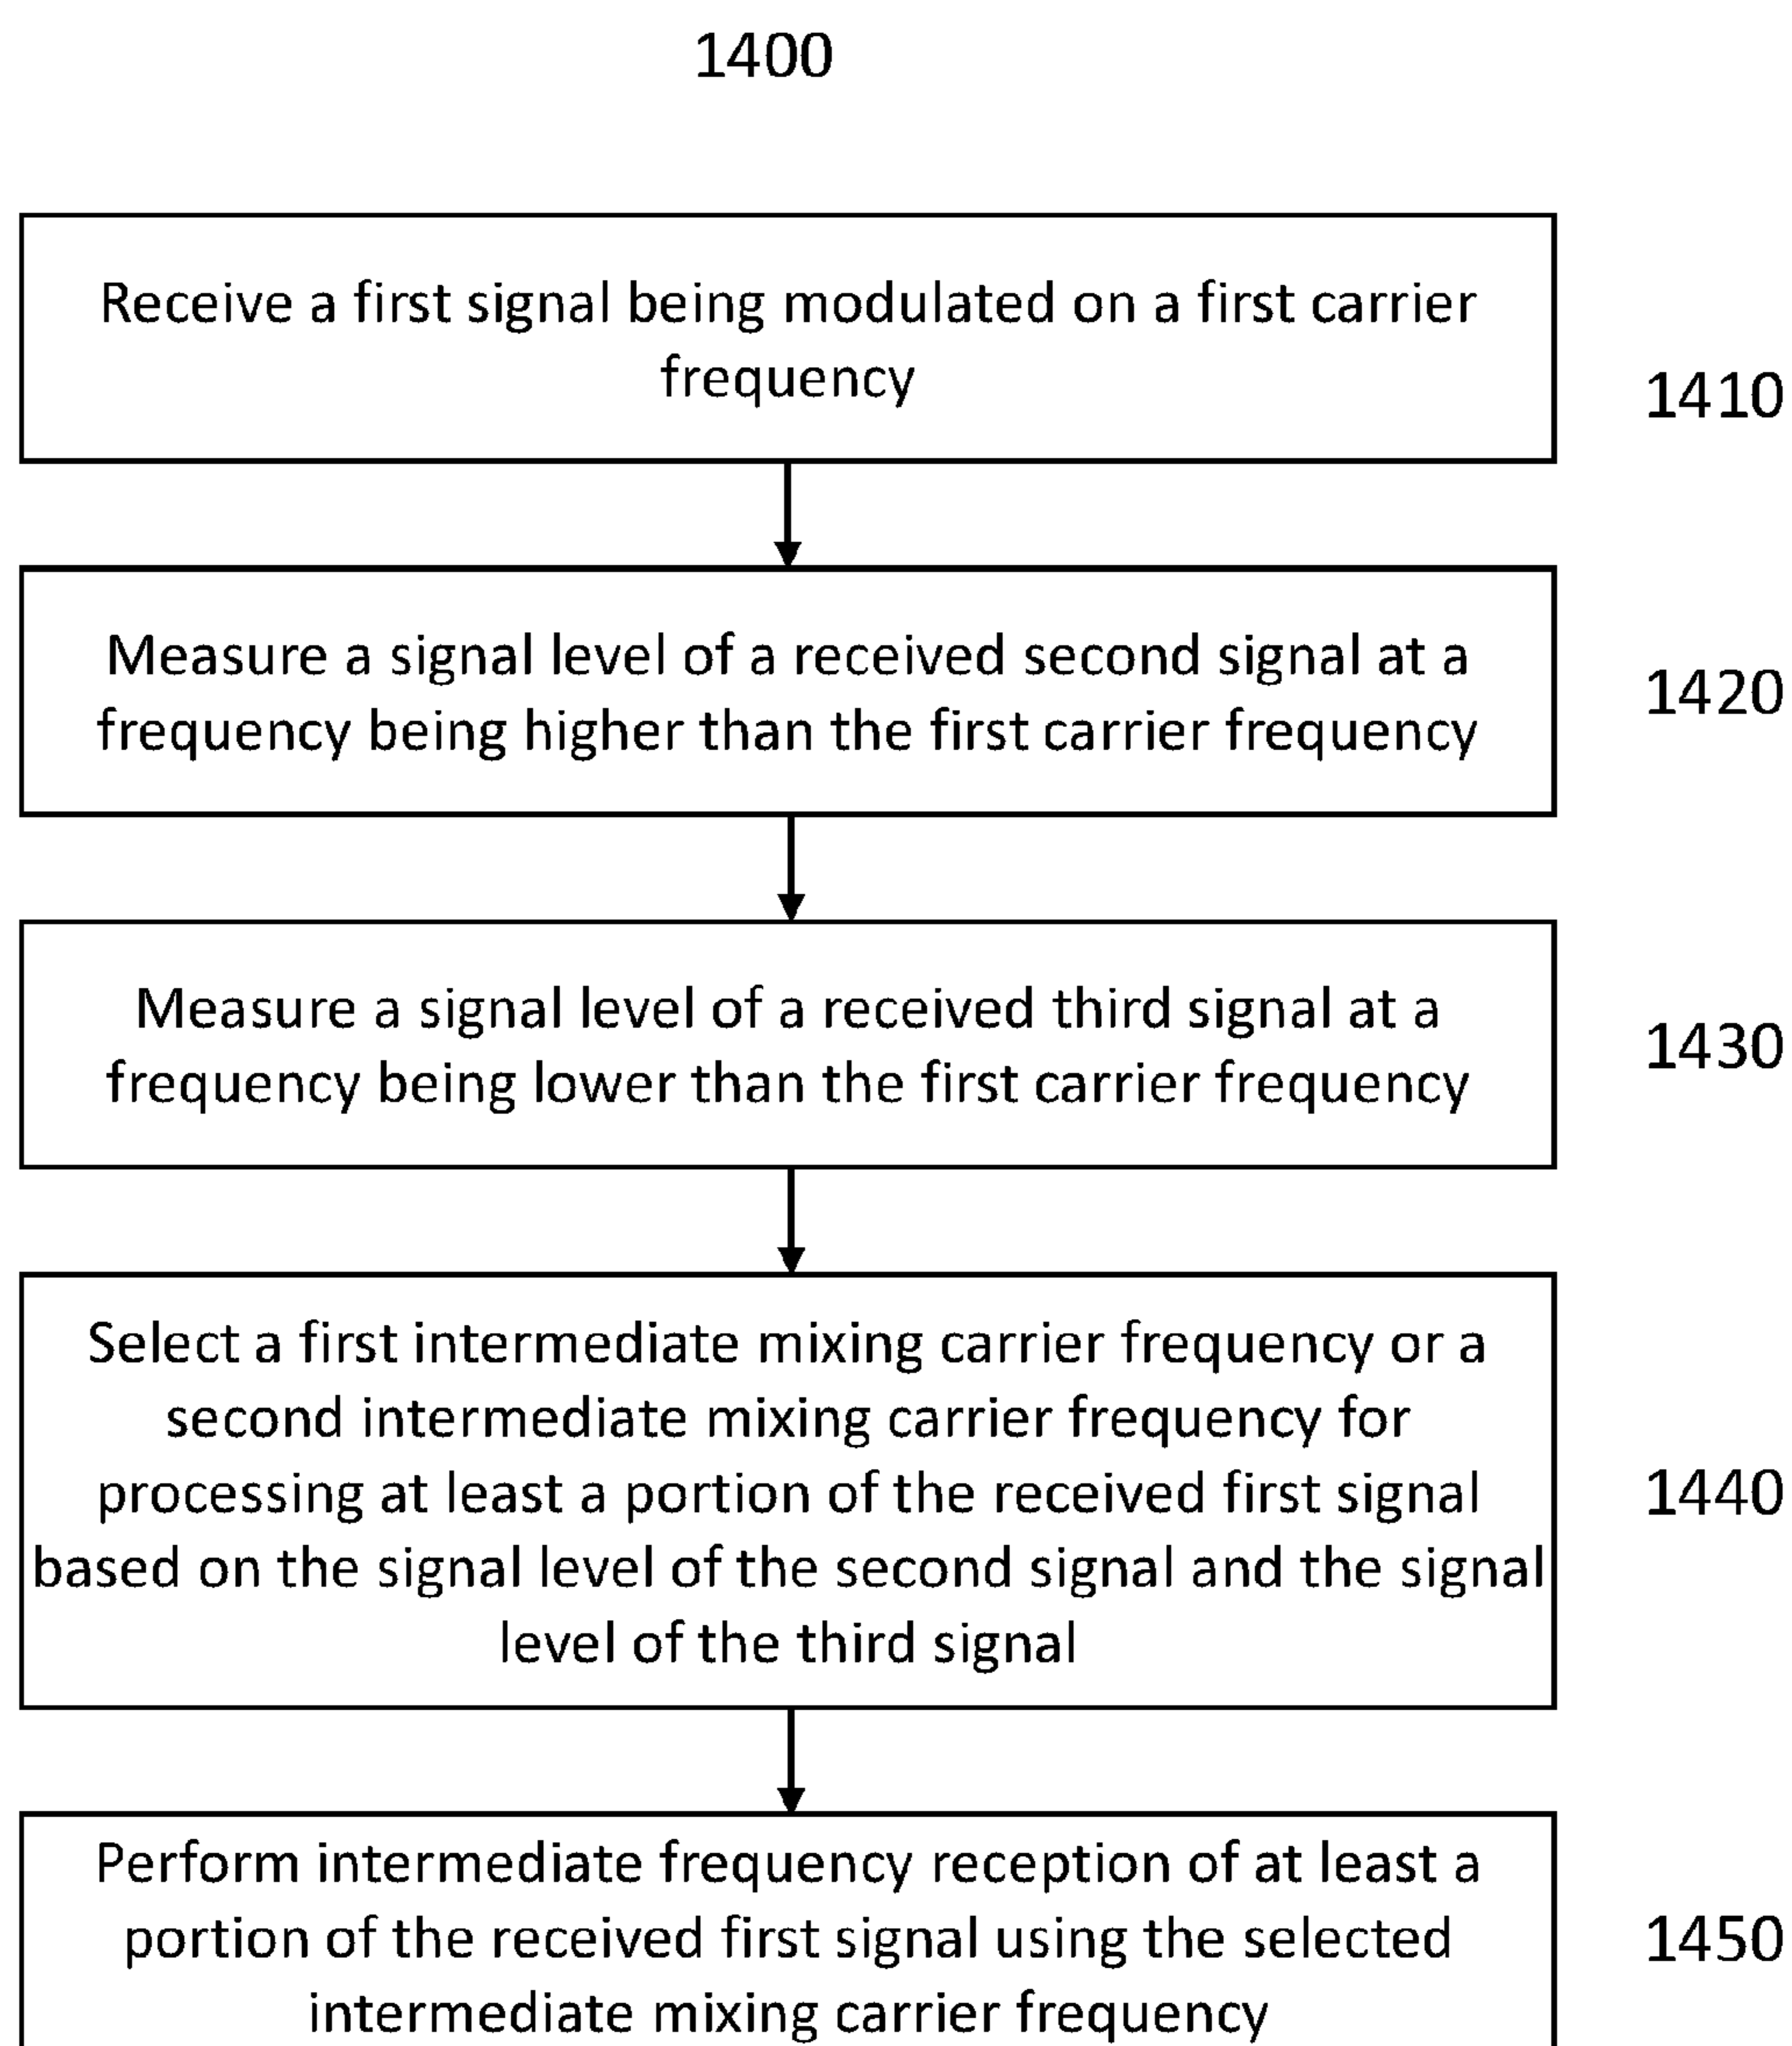 1400
Receive a first signal being modulated on a first carrier
frequency
1410
Measure a signal level of a received second signal at a
frequency being higher than the first carrier frequency
1420
Measure a signal level of a received third signal at a
frequency being lower than the first carrier frequency
1430
Select a first intermediate mixing carrier frequency or a
second intermediate mixing carrier frequency for
processing at least a portion of the received first signal
based on the signal level of the second signal and the signal
level of the third signal
1440
Perform intermediate frequency reception of at least a
portion of the received first signal using the selected
intermediate mixing carrier frequency
1450